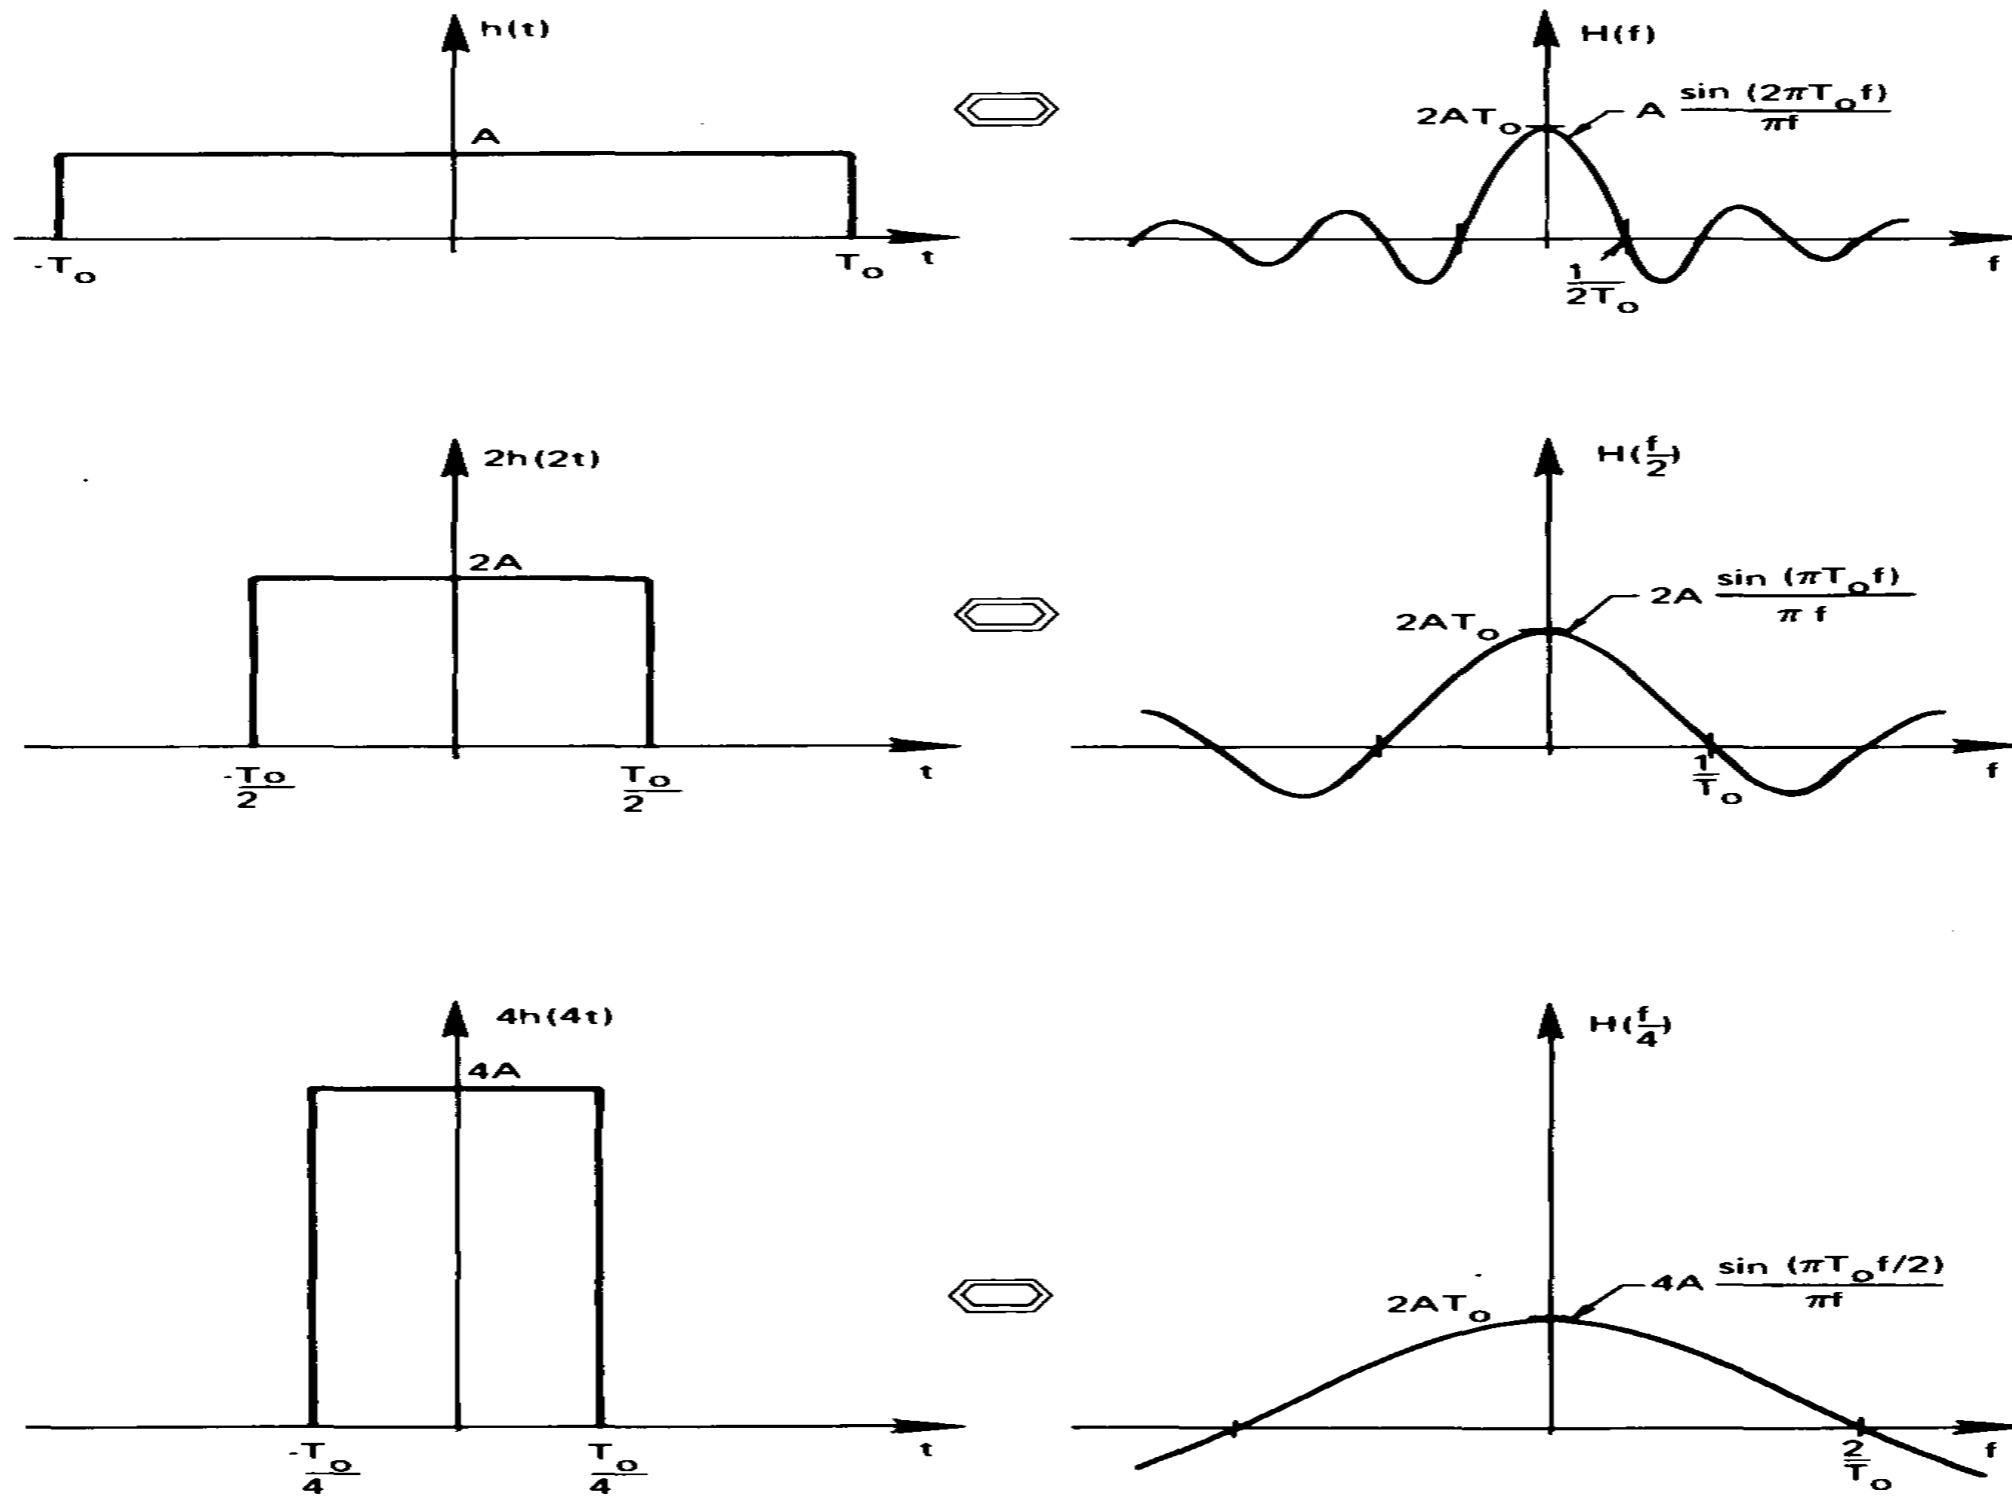 h(t)
A
-T₀
T₀
t
H(f)
2AT₀
A sin (2πT₀f)/πf
1/2T₀
f
2h(2t)
2A
-T₀/2
T₀/2
t
H(f/2)
2AT₀
2A sin (πT₀f)/π f
1/T₀
f
4h(4t)
4A
-T₀/4
T₀/4
t
H(f/4)
2AT₀
4A sin (πT₀f/2)/πf
2/T₀
f